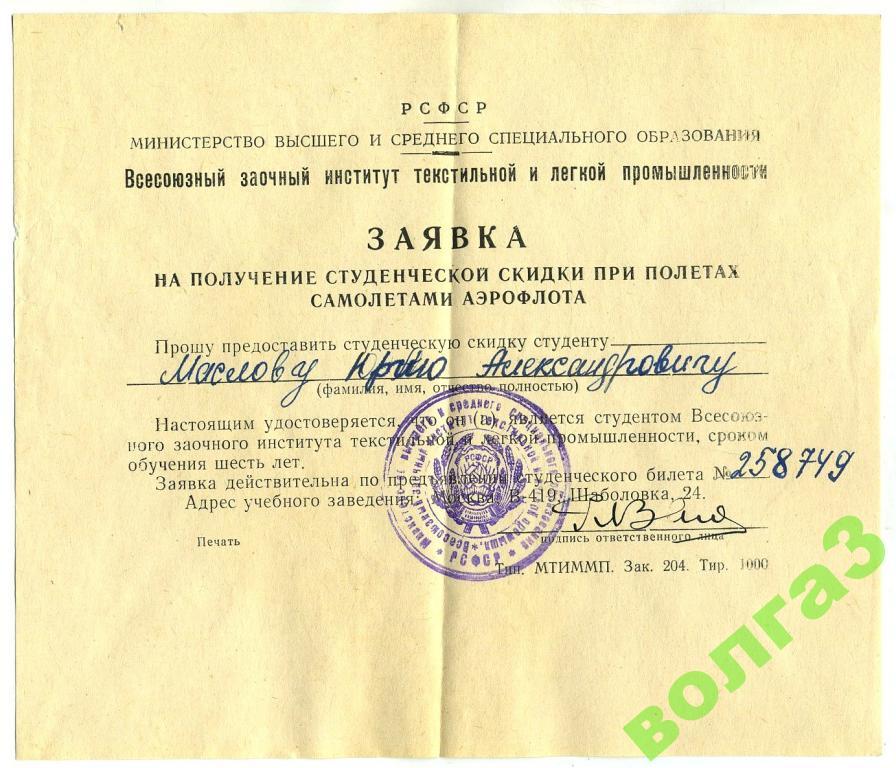 РСФСР
МИНИСТЕРСТВО ВЫСШЕГО И СРЕДНЕГО СПЕЦИАЛЬНОГО ОБРАЗОВАНИЯ
Всесоюзный заочный институт текстильной и легкой промышленности
ЗАЯВКА
НА ПОЛУЧЕНИЕ СТУДЕНЧЕСКОЙ СКИДКИ ПРИ ПОЛЕТАХ
САМОЛЕТАМИ АЭРОФЛОТА
Прошу предоставить студенческую скидку студенту
Маслову Юрию Александровичу
(фамилия, имя, отчество полностью)
Настоящим удостоверяется, что он (а) является студентом Всесоюз-
ного заочного института текстильной и легкой промышленности, сроком
обучения шесть лет.
Заявка действительна по предъявлении студенческого билета № 258749
Адрес учебного заведения: Москва, В-419, Шаболовка, 24.
Печать
подпись ответственного лица
Тип. МТИММП. Зак. 204. Тир. 1000
РСФСР
РСФСР
волгаз